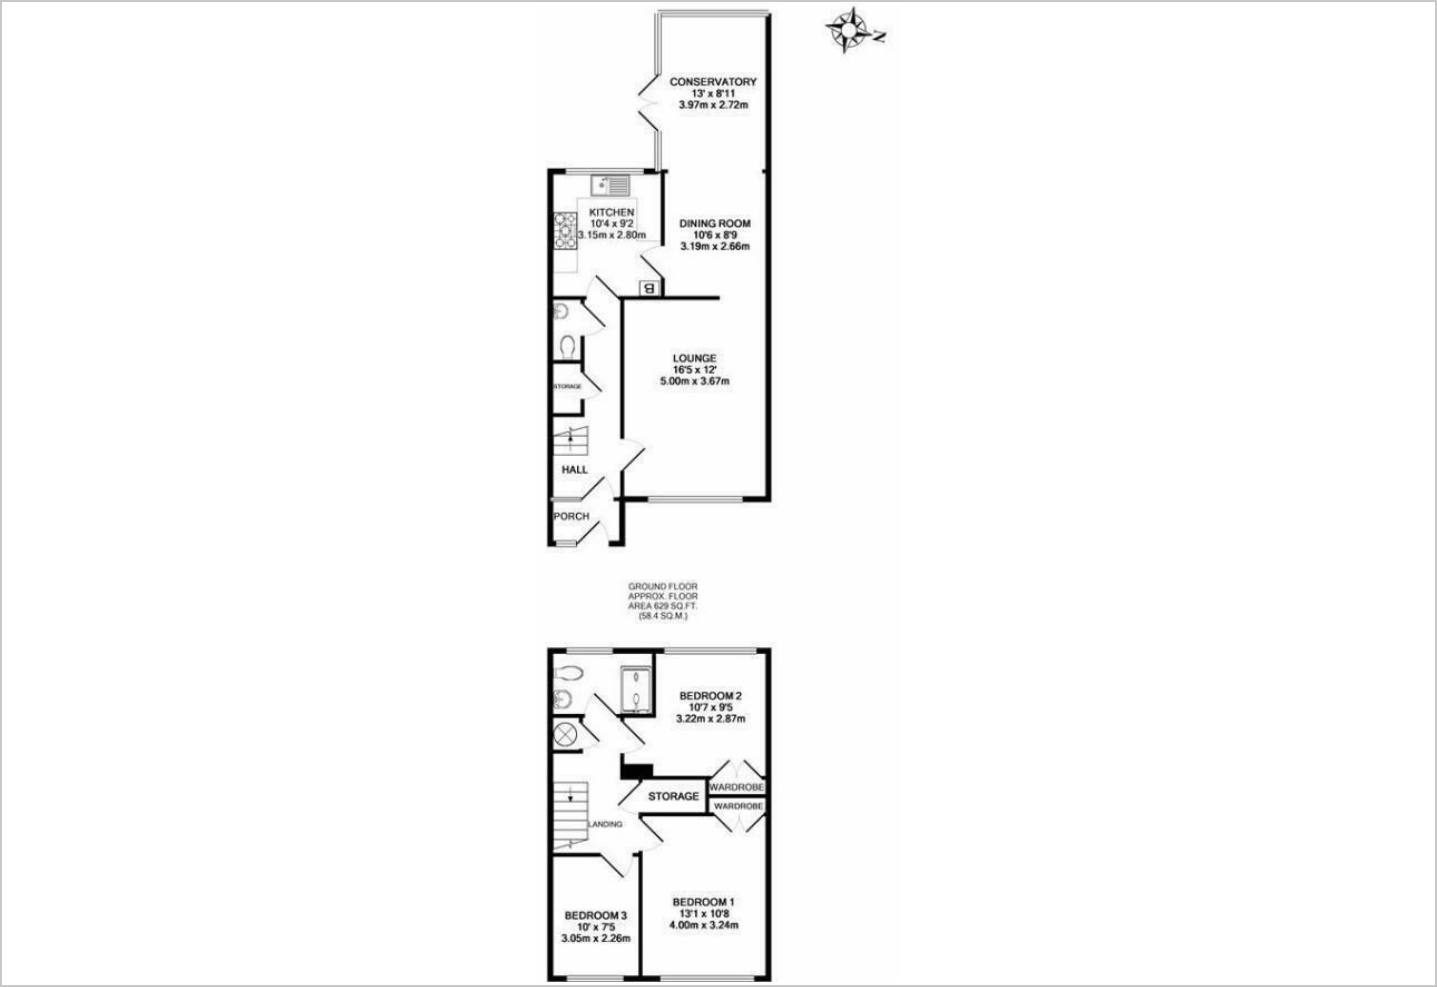 N
CONSERVATORY
13' x 8'11
3.97m x 2.72m
KITCHEN
10'4 x 9'2
3.15m x 2.80m
DINING ROOM
10'6 x 8'9
3.19m x 2.66m
B
LOUNGE
16'5 x 12'
5.00m x 3.67m
STORAGE
HALL
PORCH
GROUND FLOOR
APPROX. FLOOR
AREA 629 SQ.FT.
(58.4 SQ.M.)
BEDROOM 2
10'7 x 9'5
3.22m x 2.87m
WARDROBE
STORAGE
WARDROBE
LANDING
BEDROOM 1
13'1 x 10'8
4.00m x 3.24m
BEDROOM 3
10' x 7'5
3.05m x 2.26m